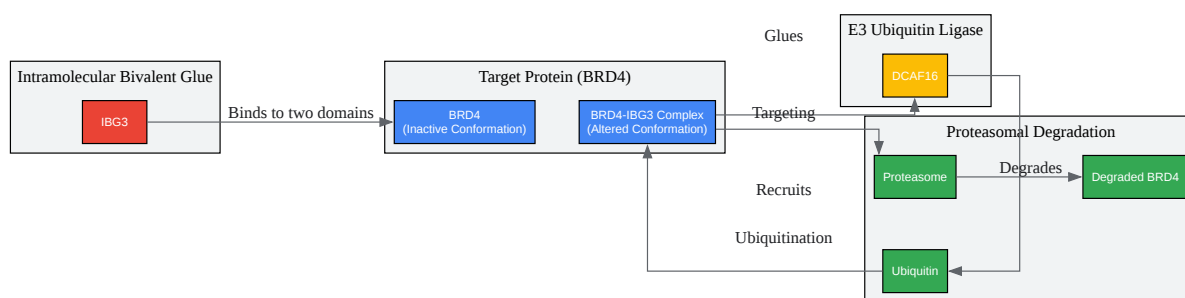 Intramolecular Bivalent Glue
IBG3
Binds to two domains
Target Protein (BRD4)
BRD4
(Inactive Conformation)
BRD4-IBG3 Complex
(Altered Conformation)
Glues
Targeting
Recruits
Ubiquitination
E3 Ubiquitin Ligase
DCAF16
Proteasomal Degradation
Proteasome
Degrades
Degraded BRD4
Ubiquitin